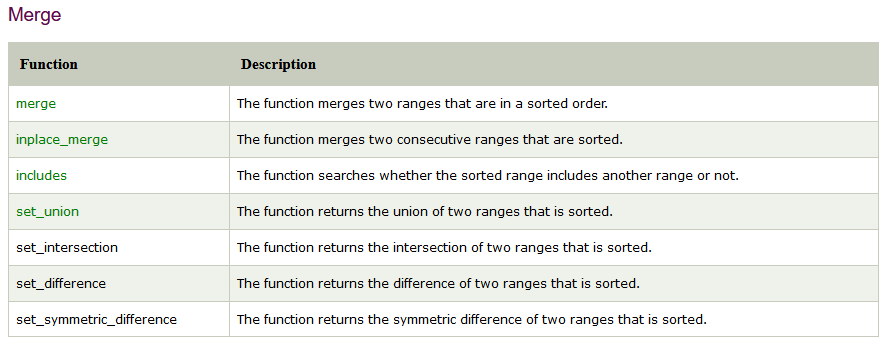 Merge
Function Description
merge The function merges two ranges that are in a sorted order.
inplace_merge The function merges two consecutive ranges that are sorted.
includes The function searches whether the sorted range includes another range or not.
set_union The function returns the union of two ranges that is sorted.
set_intersection The function returns the intersection of two ranges that is sorted.
set_difference The function returns the difference of two ranges that is sorted.
set_symmetric_difference The function returns the symmetric difference of two ranges that is sorted.